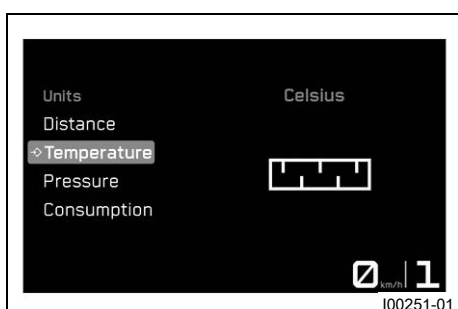 Units
Celsius
Distance
Temperature
Pressure
Consumption
0 km/h 1
I00251-01